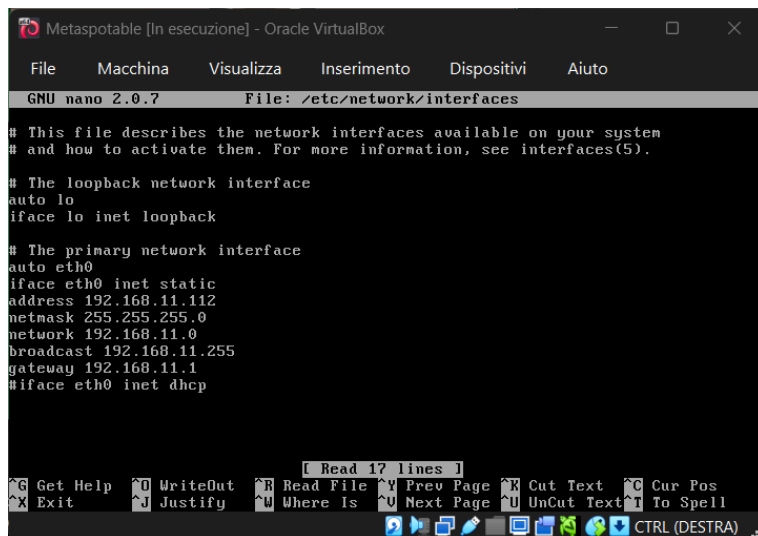 Metaspotable [In esecuzione] - Oracle VirtualBox
File Macchina Visualizza Inserimento Dispositivi Aiuto
GNU nano 2.0.7 File: /etc/network/interfaces
# This file describes the network interfaces available on your system
# and how to activate them. For more information, see interfaces(5).
# The loopback network interface
auto lo
iface lo inet loopback
# The primary network interface
auto eth0
iface eth0 inet static
address 192.168.11.112
netmask 255.255.255.0
network 192.168.11.0
broadcast 192.168.11.255
gateway 192.168.11.1
#iface eth0 inet dhcp
[ Read 17 lines ]
^G Get Help ^O WriteOut ^R Read File ^Y Prev Page ^K Cut Text ^C Cur Pos
^X Exit ^J Justify ^W Where Is ^V Next Page ^U UnCut Text ^T To Spell
CTRL (DESTRA)